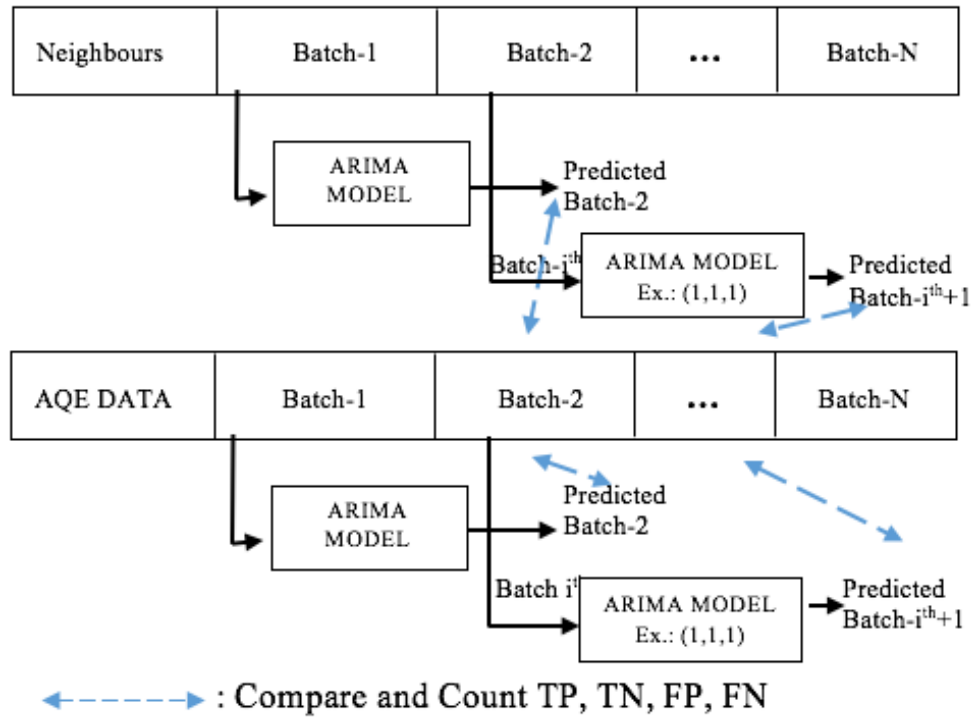 Neighbours Batch-1 Batch-2 ... Batch-N
ARIMA
MODEL
Predicted
Batch-2
Batch-iᵗʰ
ARIMA MODEL
Ex.: (1,1,1)
Predicted
Batch-iᵗʰ+1
AQE DATA Batch-1 Batch-2 ... Batch-N
ARIMA
MODEL
Predicted
Batch-2
Batch iᵗ
ARIMA MODEL
Ex.: (1,1,1)
Predicted
Batch-iᵗʰ+1
: Compare and Count TP, TN, FP, FN